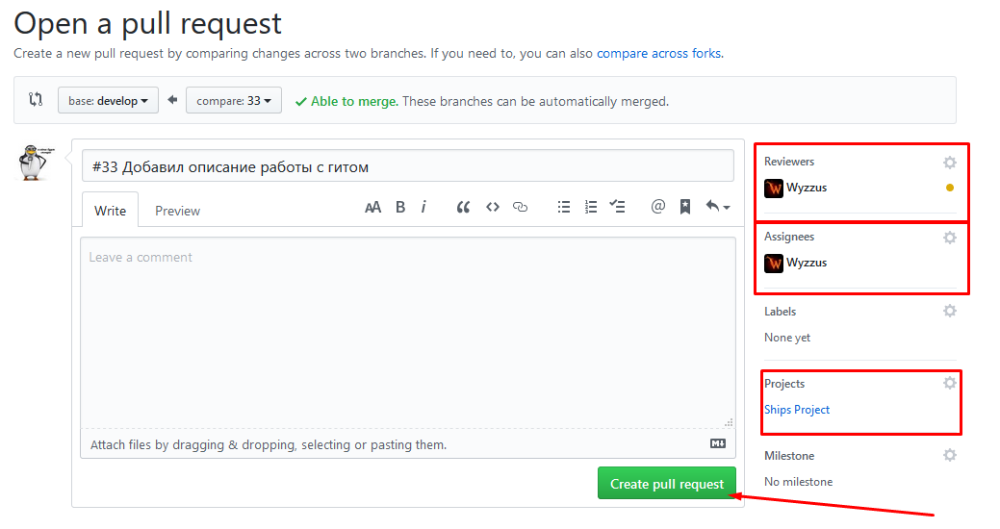 Open a pull request
Create a new pull request by comparing changes across two branches. If you need to, you can also compare across forks.
base: develop
compare: 33
Able to merge. These branches can be automatically merged.
#33 Добавил описание работы с гитом
Write
Preview
AA B i
@
Leave a comment
Attach files by dragging & dropping, selecting or pasting them.
Create pull request
Reviewers
Wyzzus
Assignees
Wyzzus
Labels
None yet
Projects
Ships Project
Milestone
No milestone